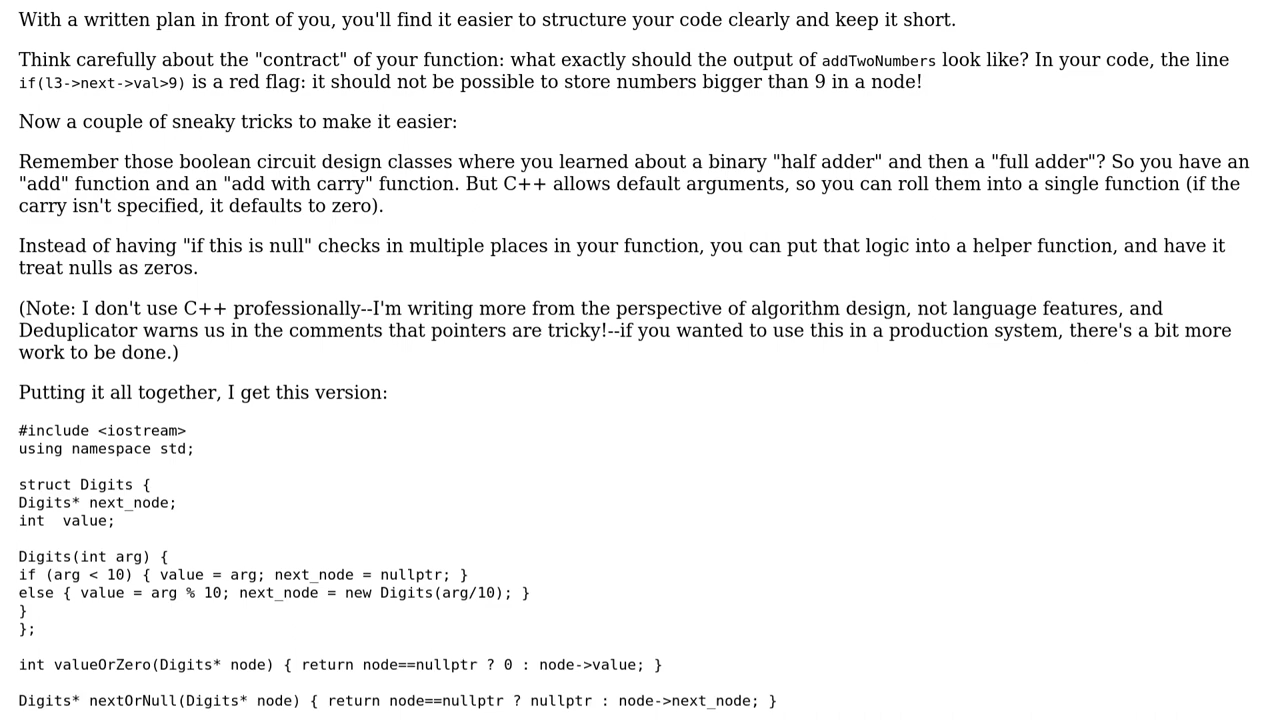 With a written plan in front of you, you'll find it easier to structure your code clearly and keep it short.
Think carefully about the "contract" of your function: what exactly should the output of addTwoNumbers look like? In your code, the line
if(l3->next->val>9) is a red flag: it should not be possible to store numbers bigger than 9 in a node!
Now a couple of sneaky tricks to make it easier:
Remember those boolean circuit design classes where you learned about a binary "half adder" and then a "full adder"? So you have an
"add" function and an "add with carry" function. But C++ allows default arguments, so you can roll them into a single function (if the
carry isn't specified, it defaults to zero).
Instead of having "if this is null" checks in multiple places in your function, you can put that logic into a helper function, and have it
treat nulls as zeros.
(Note: I don't use C++ professionally--I'm writing more from the perspective of algorithm design, not language features, and
Deduplicator warns us in the comments that pointers are tricky!--if you wanted to use this in a production system, there's a bit more
work to be done.)
Putting it all together, I get this version:
#include <iostream>
using namespace std;
struct Digits {
Digits* next_node;
int  value;
Digits(int arg) {
if (arg < 10) { value = arg; next_node = nullptr; }
else { value = arg % 10; next_node = new Digits(arg/10); }
}
};
int valueOrZero(Digits* node) { return node==nullptr ? 0 : node->value; }
Digits* nextOrNull(Digits* node) { return node==nullptr ? nullptr : node->next_node; }